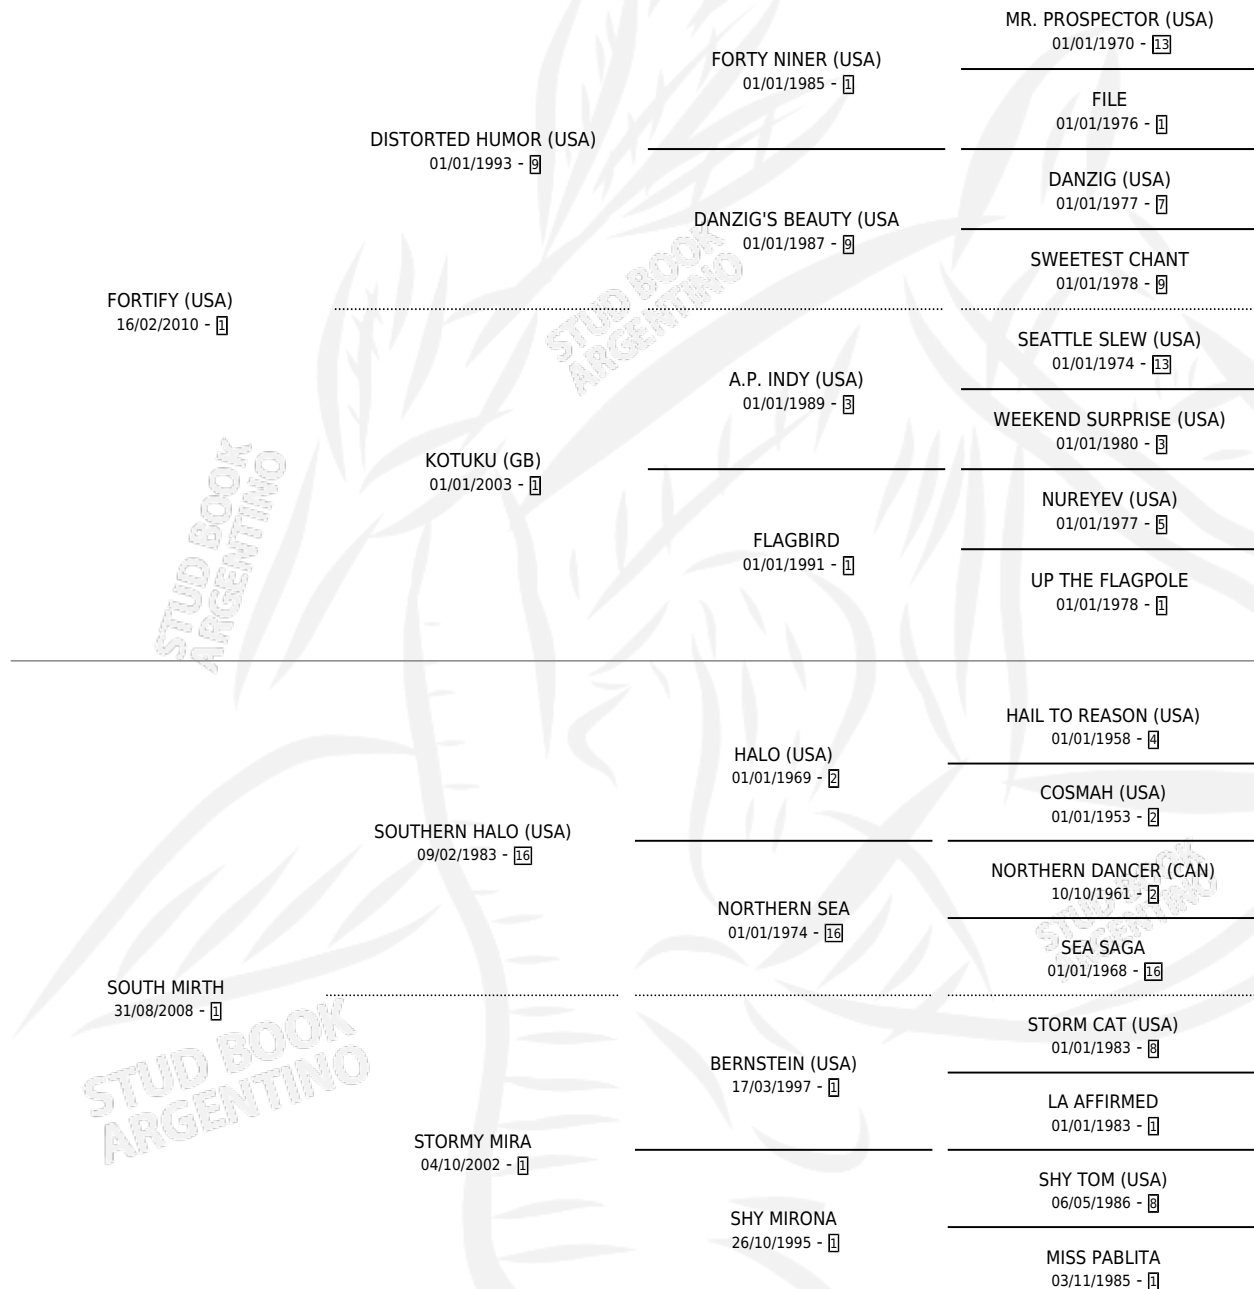 MR. PROSPECTOR (USA)
01/01/1970 - 13
FORTY NINER (USA)
01/01/1985 - 1
FILE
01/01/1976 - 1
DISTORTED HUMOR (USA)
01/01/1993 - 9
DANZIG (USA)
01/01/1977 - 7
DANZIG'S BEAUTY (USA
01/01/1987 - 9
SWEETEST CHANT
01/01/1978 - 9
FORTIFY (USA)
16/02/2010 - 1
SEATTLE SLEW (USA)
01/01/1974 - 13
A.P. INDY (USA)
01/01/1989 - 3
WEEKEND SURPRISE (USA)
01/01/1980 - 3
KOTUKU (GB)
01/01/2003 - 1
NUREYEV (USA)
01/01/1977 - 5
FLAGBIRD
01/01/1991 - 1
UP THE FLAGPOLE
01/01/1978 - 1
HAIL TO REASON (USA)
01/01/1958 - 4
HALO (USA)
01/01/1969 - 2
COSMAH (USA)
01/01/1953 - 2
SOUTHERN HALO (USA)
09/02/1983 - 16
NORTHERN DANCER (CAN)
10/10/1961 - 2
NORTHERN SEA
01/01/1974 - 16
SEA SAGA
01/01/1968 - 16
SOUTH MIRTH
31/08/2008 - 1
STORM CAT (USA)
01/01/1983 - 8
BERNSTEIN (USA)
17/03/1997 - 1
LA AFFIRMED
01/01/1983 - 1
STORMY MIRA
04/10/2002 - 1
SHY TOM (USA)
06/05/1986 - 8
SHY MIRONA
26/10/1995 - 1
MISS PABLITA
03/11/1985 - 1
STUD BOOK
ARGENTINO
STUD BOOK
ARGENTINO
STUD BOOK
ARGENTINO
STUD BOOK
ARGENTINO